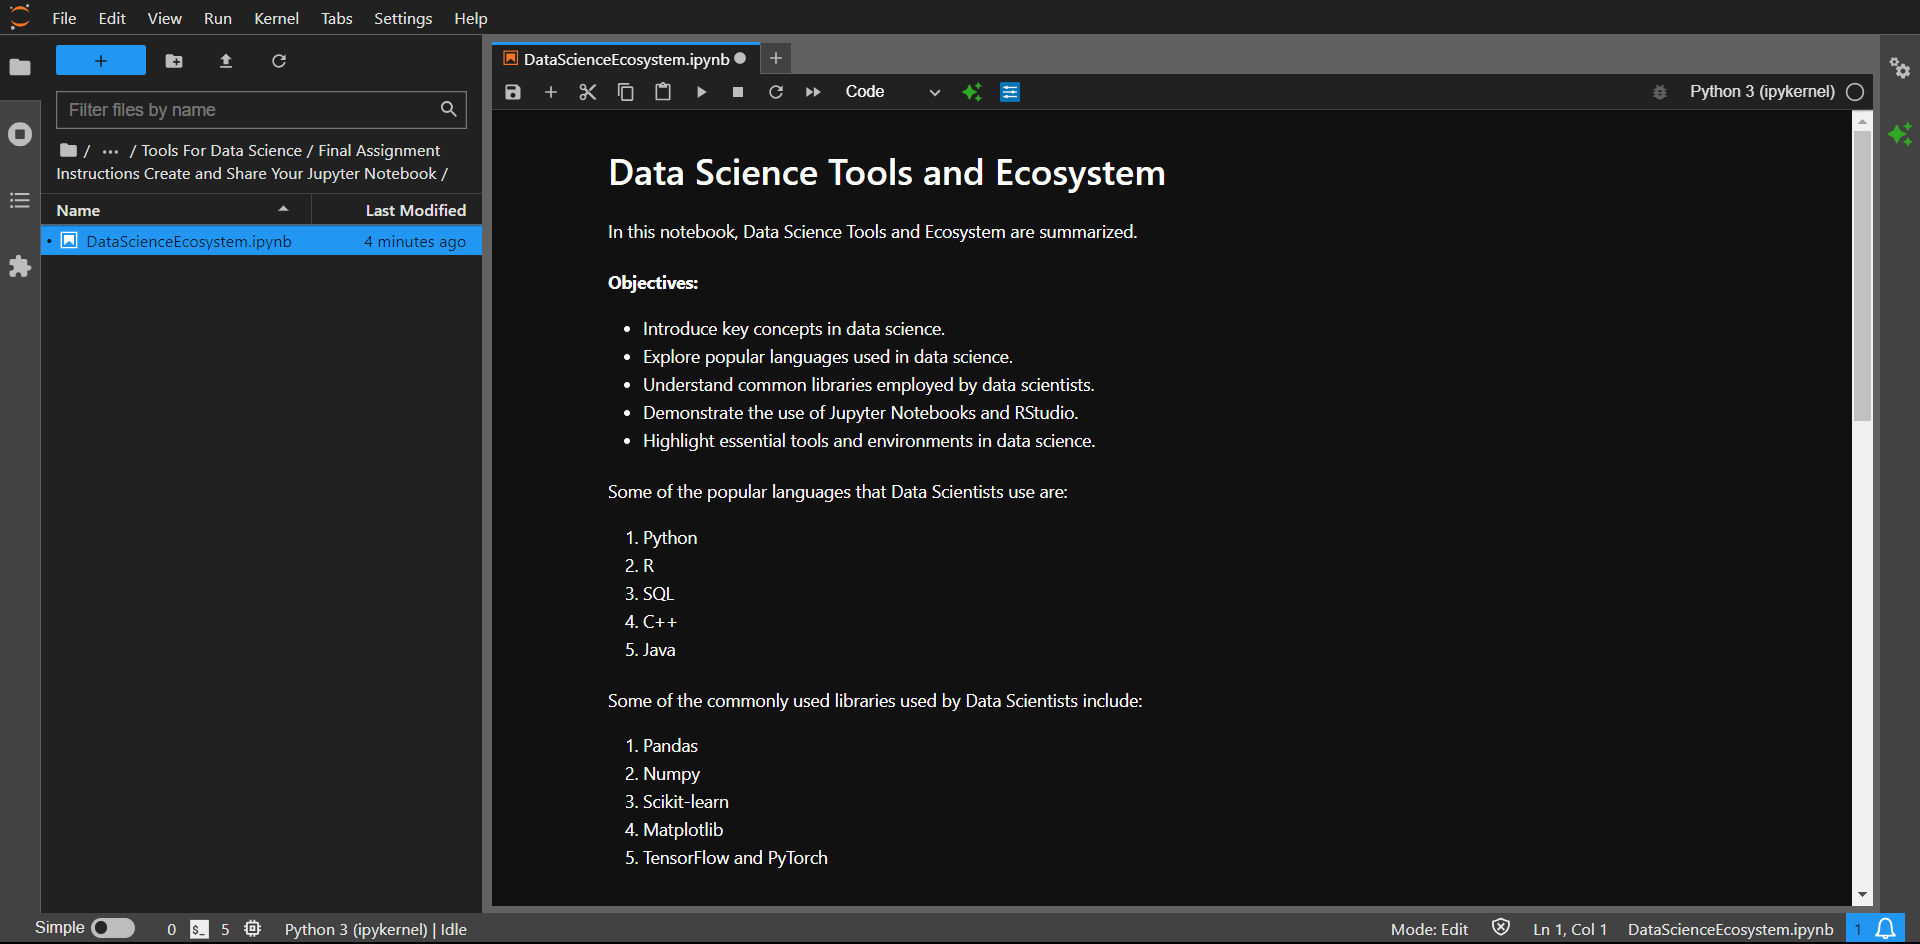 File Edit View Run Kernel Tabs Settings Help
Filter files by name
/ ··· / Tools For Data Science / Final Assignment
Instructions Create and Share Your Jupyter Notebook /
Name Last Modified
DataScienceEcosystem.ipynb 4 minutes ago
DataScienceEcosystem.ipynb
Code
Python 3 (ipykernel)
Data Science Tools and Ecosystem
In this notebook, Data Science Tools and Ecosystem are summarized.
Objectives:
• Introduce key concepts in data science.
• Explore popular languages used in data science.
• Understand common libraries employed by data scientists.
• Demonstrate the use of Jupyter Notebooks and RStudio.
• Highlight essential tools and environments in data science.
Some of the popular languages that Data Scientists use are:
1. Python
2. R
3. SQL
4. C++
5. Java
Some of the commonly used libraries used by Data Scientists include:
1. Pandas
2. Numpy
3. Scikit-learn
4. Matplotlib
5. TensorFlow and PyTorch
Simple 0 $_ 5 Python 3 (ipykernel) | Idle
Mode: Edit Ln 1, Col 1 DataScienceEcosystem.ipynb 1